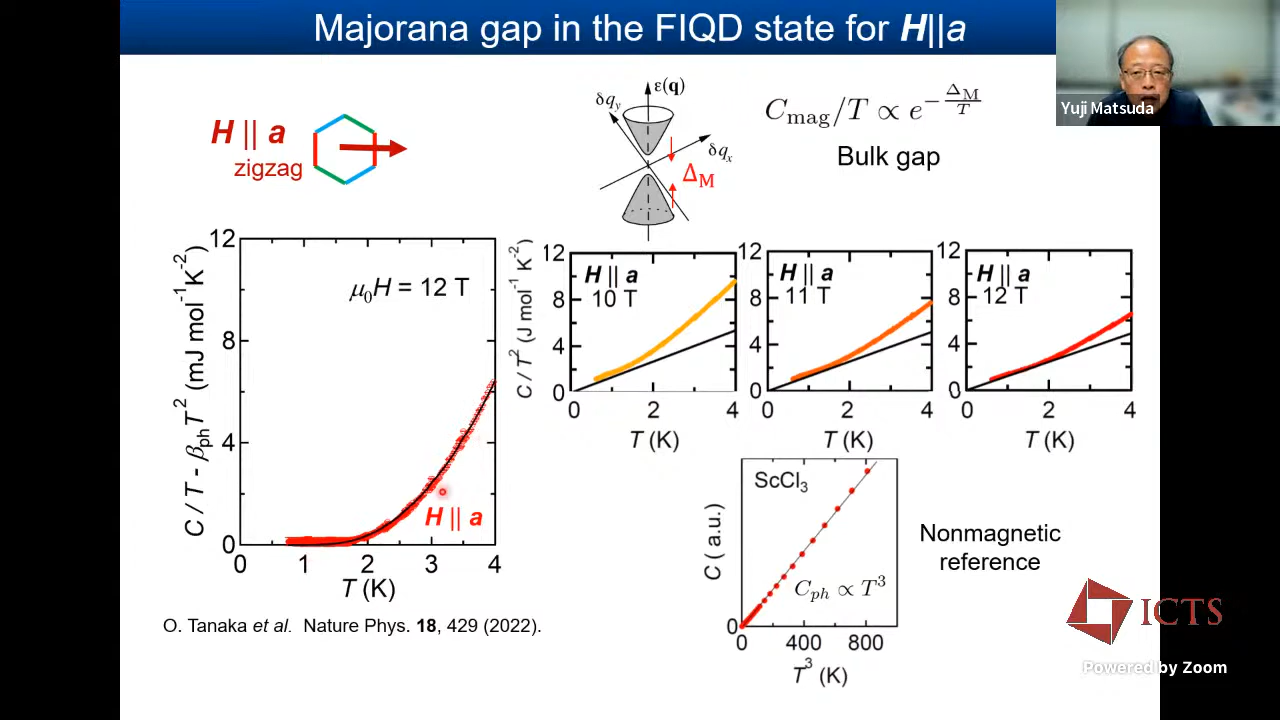 Majorana gap in the FIQD state for H||a
Yuji Matsuda
H || a
zigzag
ε(q)
δq_y
δq_x
Δ_M
C_mag/T ∝ e^{-Δ_M/T}
Bulk gap
12
8
4
0
0
1
2
3
4
μ₀H = 12 T
H || a
C / T - β_ph T² (mJ mol⁻¹K⁻²)
T (K)
12
8
4
0
0
2
4
H || a
10 T
C / T² (J mol⁻¹ K⁻²)
T (K)
12
8
4
0
0
2
4
H || a
11 T
T (K)
12
8
4
0
0
2
4
H || a
12 T
T (K)
ScCl₃
C ( a.u.)
C_ph ∝ T³
0
0
400
800
T³ (K)
Nonmagnetic
reference
O. Tanaka et al. Nature Phys. 18, 429 (2022).
ICTS
Powered by Zoom